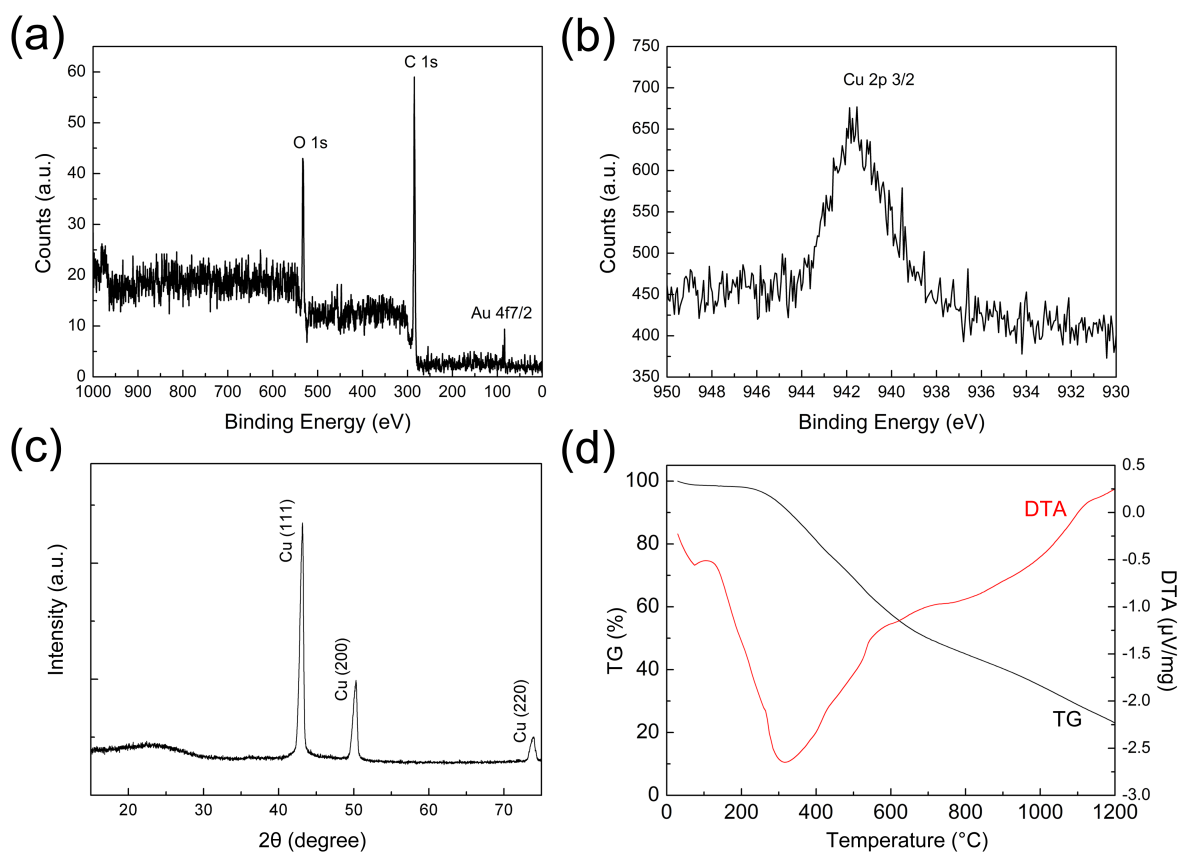 (a)
60
50
40
30
20
10
0
Counts (a.u.)
C 1s
O 1s
Au 4f7/2
1000 900 800 700 600 500 400 300 200 100 0
Binding Energy (eV)
(b)
750
700
650
600
550
500
450
400
350
Counts (a.u.)
Cu 2p 3/2
950 948 946 944 942 940 938 936 934 932 930
Binding Energy (eV)
(c)
Intensity (a.u.)
Cu (111)
Cu (200)
Cu (220)
20 30 40 50 60 70
2θ (degree)
(d)
100
80
60
40
20
0
TG (%)
DTA
TG
0.5
0.0
-0.5
-1.0
-1.5
-2.0
-2.5
-3.0
DTA (μV/mg)
0 200 400 600 800 1000 1200
Temperature (°C)